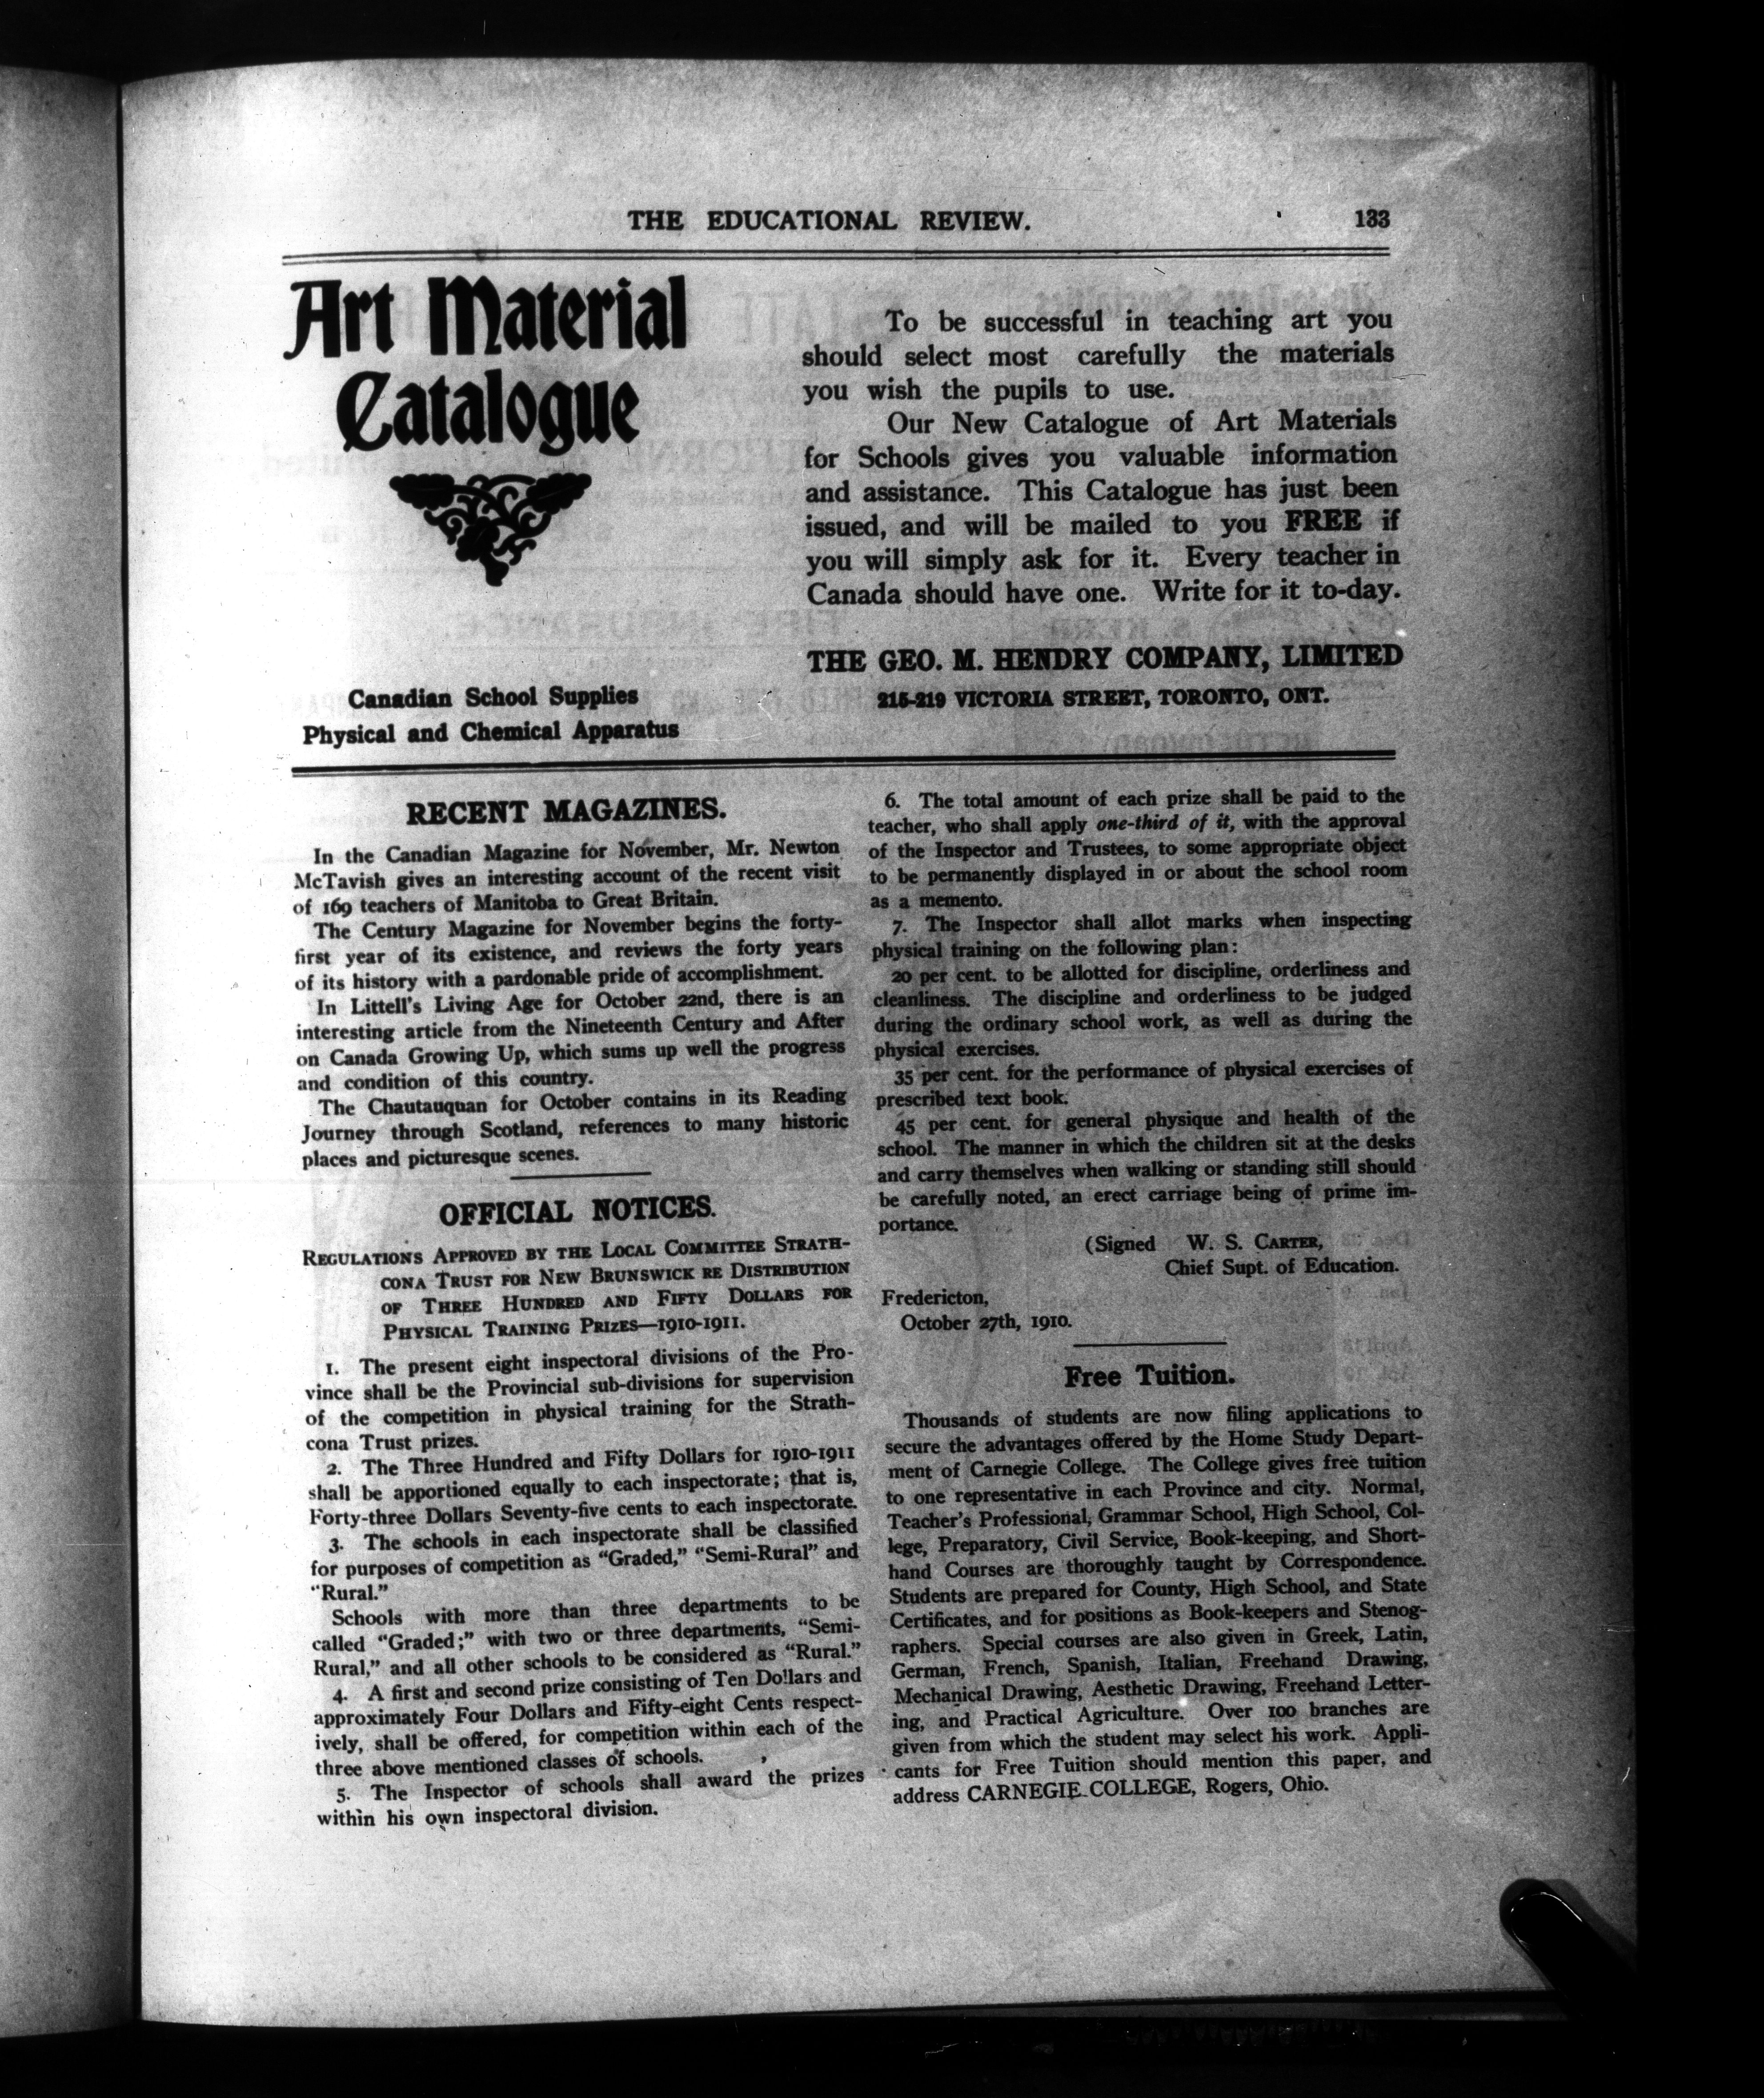 THE EDUCATIONAL REVIEW. 133
Art Material
Catalogue
Canadian School Supplies
Physical and Chemical Apparatus
To be successful in teaching art you
should select most carefully the materials
you wish the pupils to use.
Our New Catalogue of Art Materials
for Schools gives you valuable information
and assistance. This Catalogue has just been
issued, and will be mailed to you FREE if
you will simply ask for it. Every teacher in
Canada should have one. Write for it to-day.
THE GEO. M. HENDRY COMPANY, LIMITED
215-219 VICTORIA STREET, TORONTO, ONT.
RECENT MAGAZINES.
In the Canadian Magazine for November, Mr. Newton
McTavish gives an interesting account of the recent visit
of 169 teachers of Manitoba to Great Britain.
The Century Magazine for November begins the forty-
first year of its existence, and reviews the forty years
of its history with a pardonable pride of accomplishment.
In Littell's Living Age for October 22nd, there is an
interesting article from the Nineteenth Century and After
on Canada Growing Up, which sums up well the progress
and condition of this country.
The Chautauquan for October contains in its Reading
Journey through Scotland, references to many historic
places and picturesque scenes.
OFFICIAL NOTICES.
REGULATIONS APPROVED BY THE LOCAL COMMITTEE STRATH-
CONA TRUST FOR NEW BRUNSWICK RE DISTRIBUTION
OF THREE HUNDRED AND FIFTY DOLLARS FOR
PHYSICAL TRAINING PRIZES—1910-1911.
1. The present eight inspectoral divisions of the Pro-
vince shall be the Provincial sub-divisions for supervision
of the competition in physical training for the Strath-
cona Trust prizes.
2. The Three Hundred and Fifty Dollars for 1910-1911
shall be apportioned equally to each inspectorate; that is,
Forty-three Dollars Seventy-five cents to each inspectorate.
3. The schools in each inspectorate shall be classified
for purposes of competition as "Graded," "Semi-Rural" and
"Rural."
Schools with more than three departments to be
called "Graded;" with two or three departments, "Semi-
Rural," and all other schools to be considered as "Rural."
4. A first and second prize consisting of Ten Dollars and
approximately Four Dollars and Fifty-eight Cents respect-
ively, shall be offered, for competition within each of the
three above mentioned classes of schools.
5. The Inspector of schools shall award the prizes
within his own inspectoral division.
6. The total amount of each prize shall be paid to the
teacher, who shall apply one-third of it, with the approval
of the Inspector and Trustees, to some appropriate object
to be permanently displayed in or about the school room
as a memento.
7. The Inspector shall allot marks when inspecting
physical training on the following plan:
20 per cent. to be allotted for discipline, orderliness and
cleanliness. The discipline and orderliness to be judged
during the ordinary school work, as well as during the
physical exercises.
35 per cent. for the performance of physical exercises of
prescribed text book.
45 per cent. for general physique and health of the
school. The manner in which the children sit at the desks
and carry themselves when walking or standing still should
be carefully noted, an erect carriage being of prime im-
portance.
(Signed W. S. CARTER,
Chief Supt. of Education.
Fredericton,
October 27th, 1910.
Free Tuition.
Thousands of students are now filing applications to
secure the advantages offered by the Home Study Depart-
ment of Carnegie College. The College gives free tuition
to one representative in each Province and city. Normal,
Teacher's Professional, Grammar School, High School, Col-
lege, Preparatory, Civil Service, Book-keeping, and Short-
hand Courses are thoroughly taught by Correspondence.
Students are prepared for County, High School, and State
Certificates, and for positions as Book-keepers and Stenog-
raphers. Special courses are also given in Greek, Latin,
German, French, Spanish, Italian, Freehand Drawing,
Mechanical Drawing, Aesthetic Drawing, Freehand Letter-
ing, and Practical Agriculture. Over 100 branches are
given from which the student may select his work. Appli-
cants for Free Tuition should mention this paper, and
address CARNEGIE COLLEGE, Rogers, Ohio.